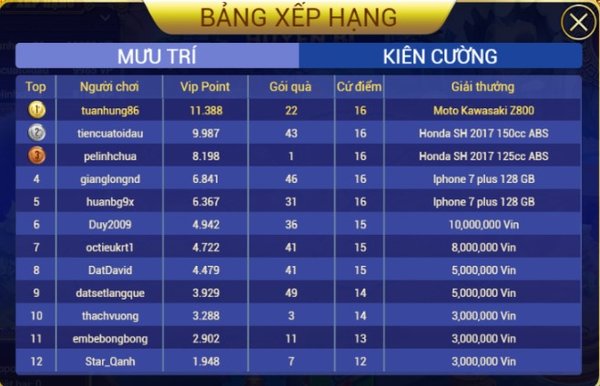 BẢNG XẾP HẠNG
MƯU TRÍ KIÊN CƯỜNG
Top Người chơi Vip Point Gói quà Cứ điểm Giải thưởng
1 tuanhung86 11.388 22 16 Moto Kawasaki Z800
2 tiencuatoidau 9.987 43 16 Honda SH 2017 150cc ABS
3 pelinhchua 8.198 1 16 Honda SH 2017 125cc ABS
4 gianglongnd 6.841 46 16 Iphone 7 plus 128 GB
5 huanbg9x 6.367 31 16 Iphone 7 plus 128 GB
6 Duy2009 4.942 36 15 10,000,000 Vin
7 octieukrt1 4.722 41 15 8,000,000 Vin
8 DatDavid 4.479 41 15 5,000,000 Vin
9 datsetlangque 3.929 49 14 5,000,000 Vin
10 thachvuong 3.288 3 14 3,000,000 Vin
11 embebongbong 2.902 11 13 3,000,000 Vin
12 Star_Qanh 1.948 7 12 3,000,000 Vin